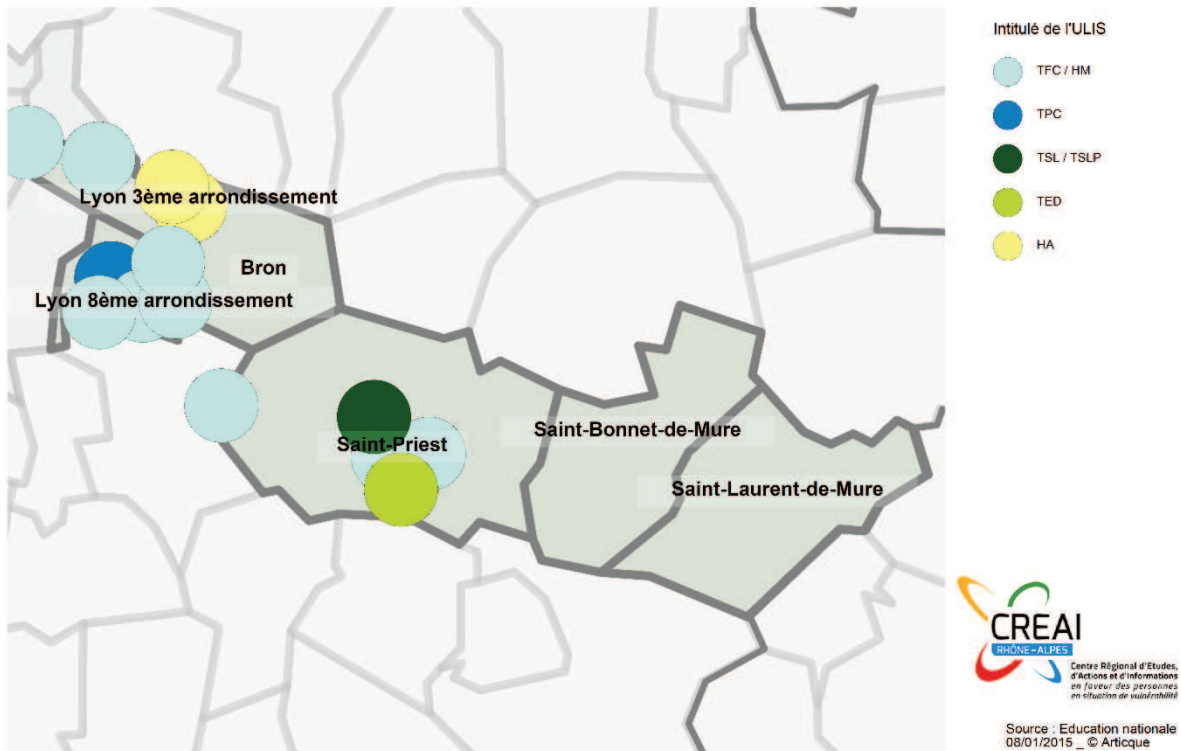 Intitulé de l'ULIS
TFC / HM
TPC
TSL / TSLP
TED
HA
Lyon 3ème arrondissement
Bron
Lyon 8ème arrondissement
Saint-Priest
Saint-Bonnet-de-Mure
Saint-Laurent-de-Mure
CREAI
RHÔNE-ALPES
Centre Régional d'Etudes,
d'Actions et d'Informations
en faveur des personnes
en situation de vulnérabilité
Source : Education nationale
08/01/2015 _ © Articque